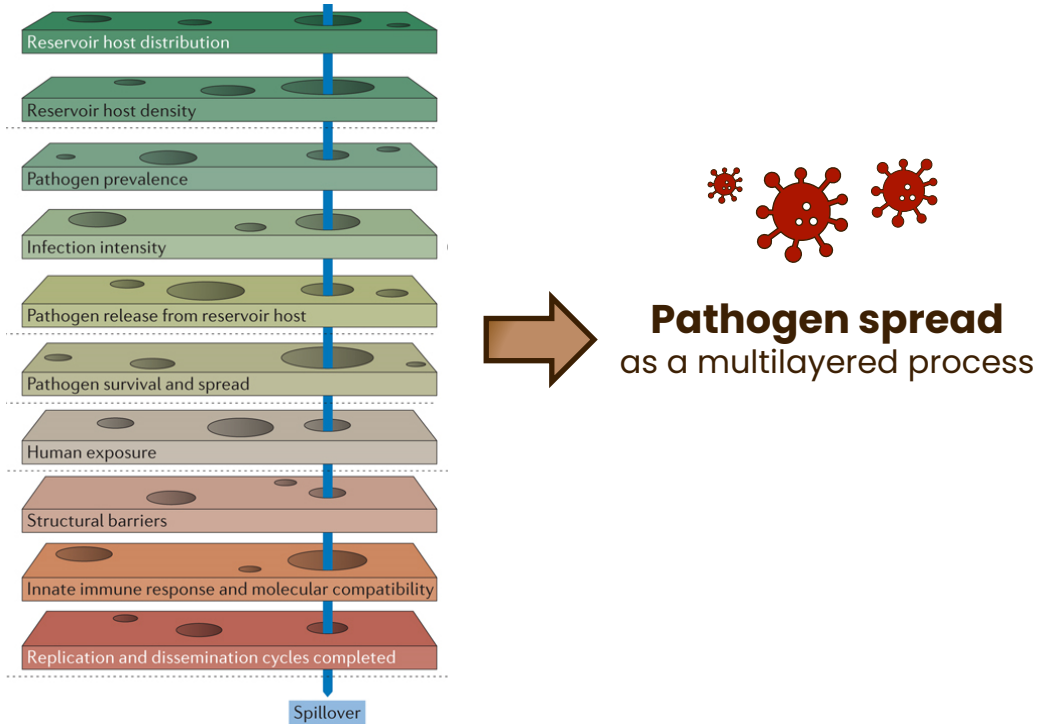 Reservoir host distribution
Reservoir host density
Pathogen prevalence
Infection intensity
Pathogen release from reservoir host
Pathogen survival and spread
Human exposure
Structural barriers
Innate immune response and molecular compatibility
Replication and dissemination cycles completed
Spillover
Pathogen spread
as a multilayered process